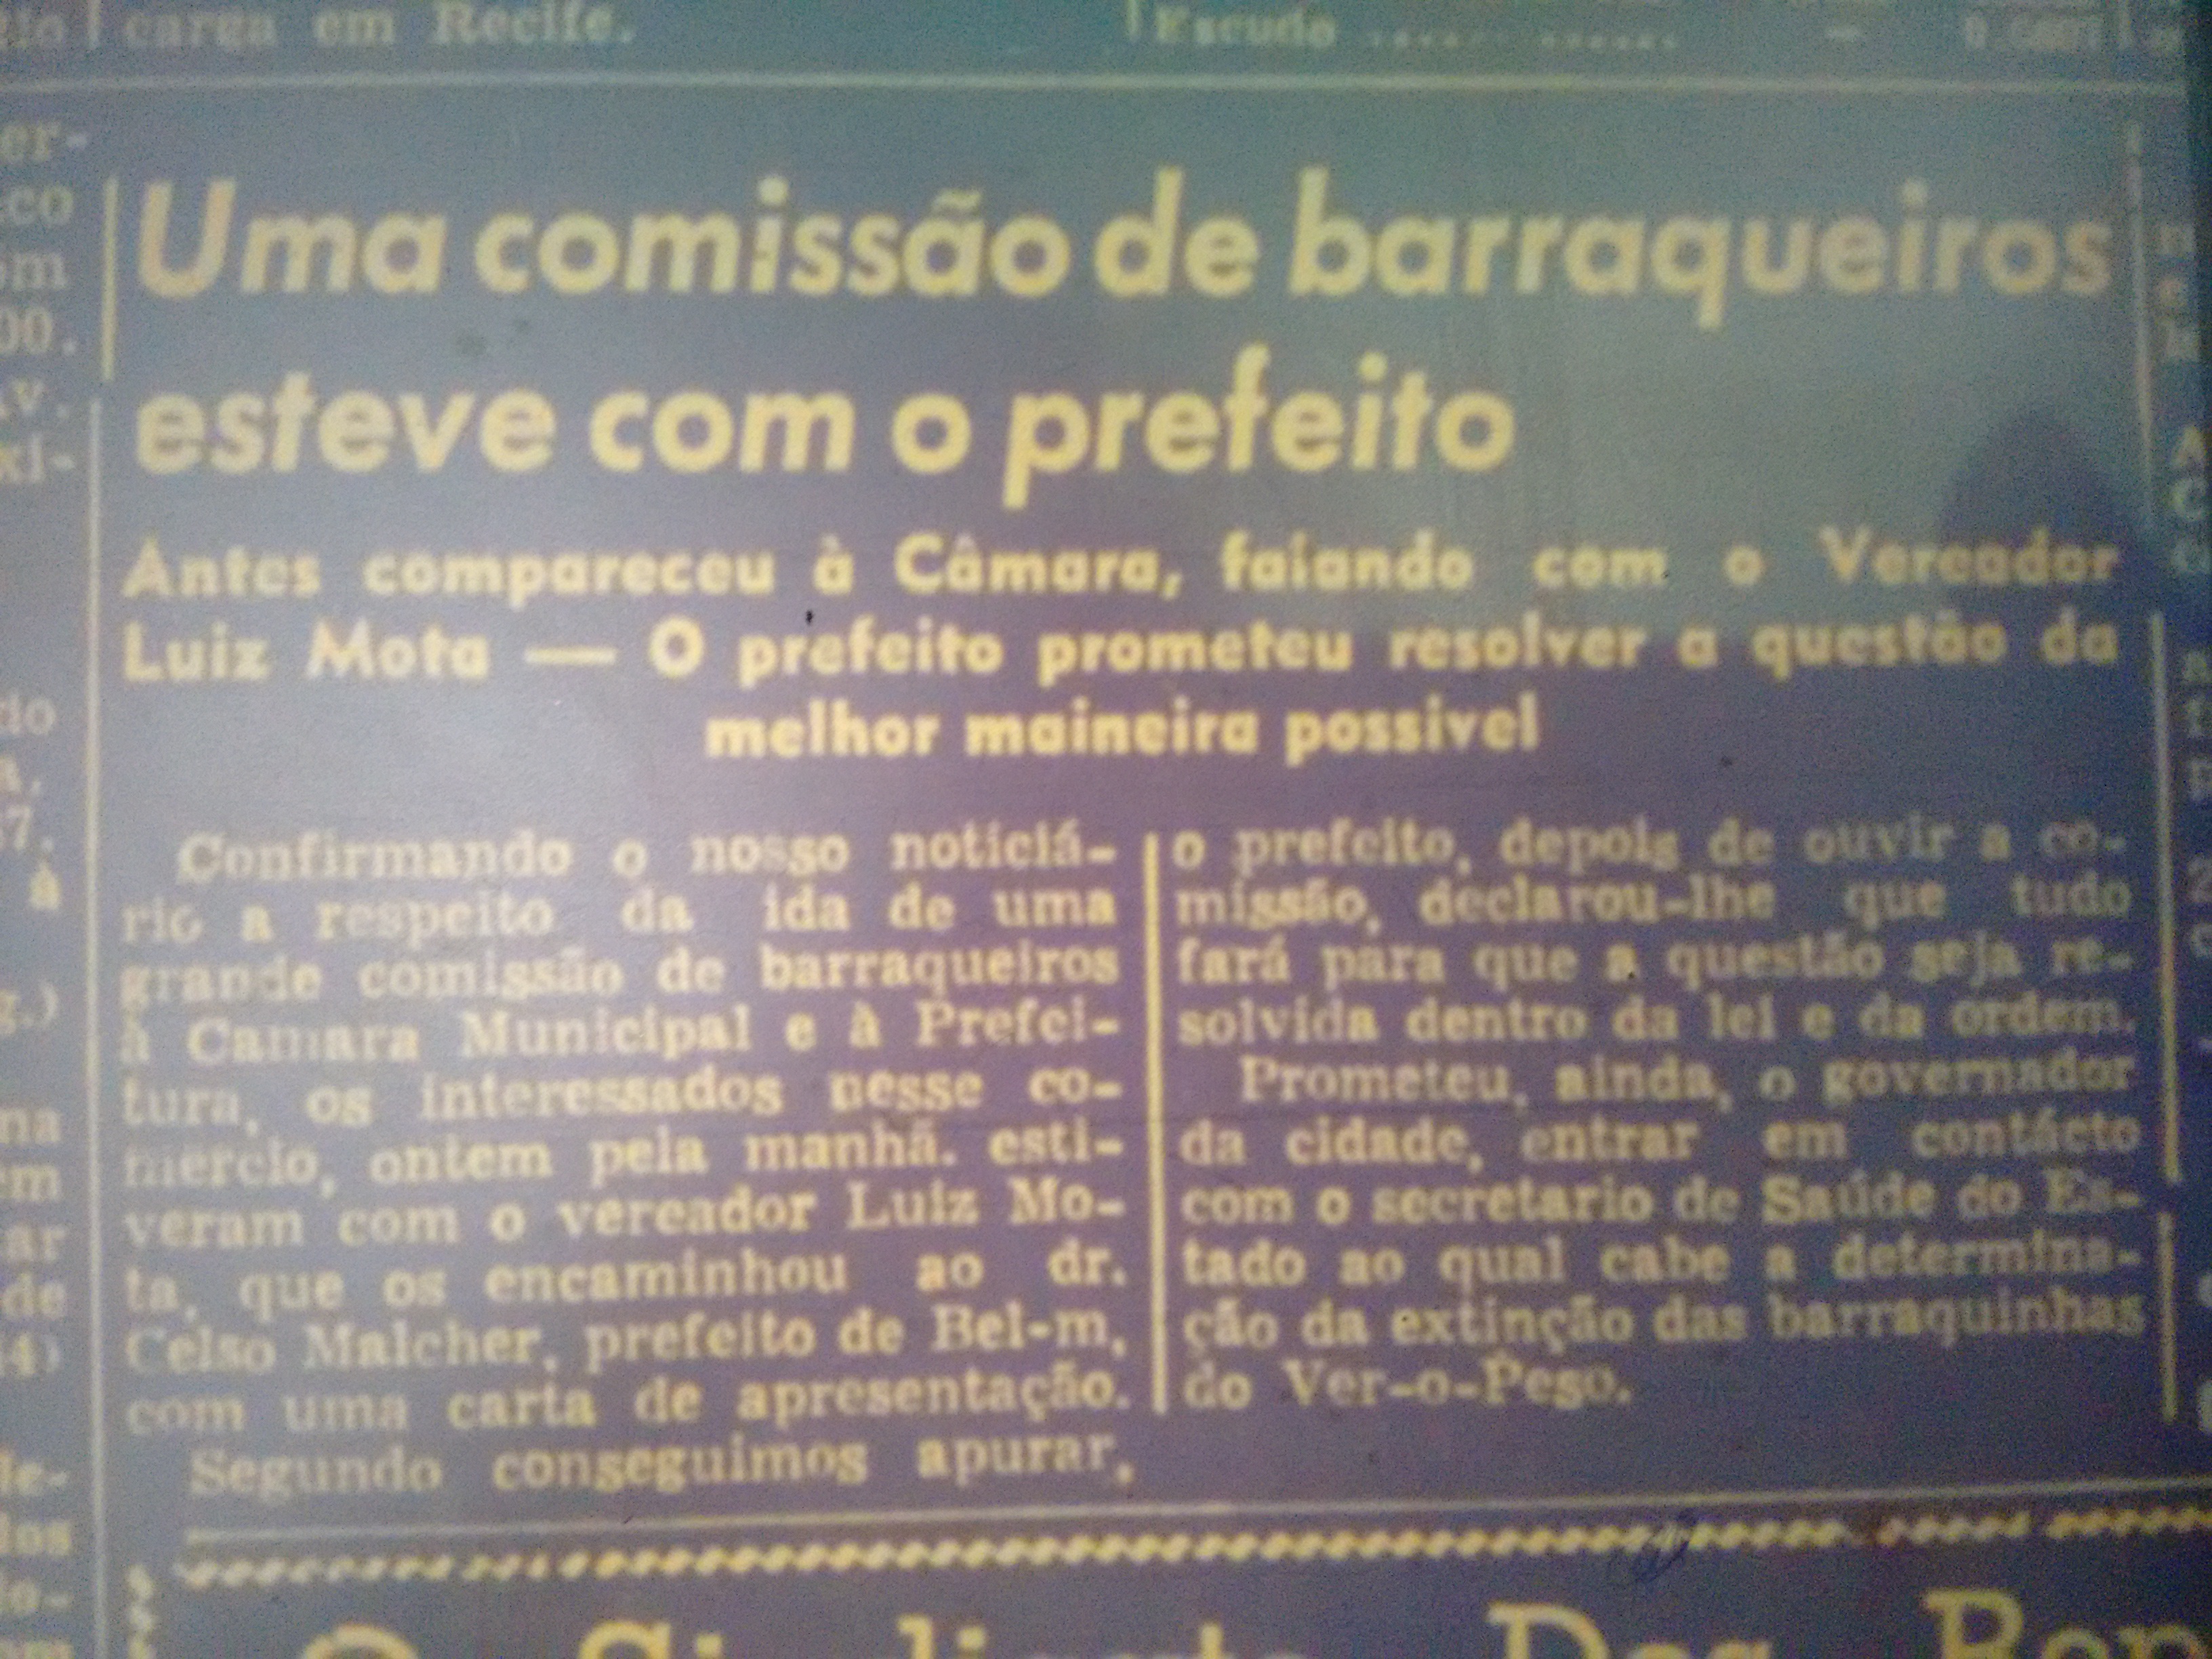 carga em Recife.
Escudo
Uma comissão de barraqueiros
esteve com o prefeito
Antes compareceu à Câmara, falando com o Vereador
Luiz Mota — O prefeito prometeu resolver a questão da
melhor maineira possivel
Confirmando o nosso noticiá-
rio a respeito da ida de uma
grande comissão de barraqueiros
à Camara Municipal e à Prefei-
tura, os interessados nesse co-
mercio, ontem pela manhã. esti-
veram com o vereador Luiz Mo-
ta, que os encaminhou ao dr.
Celso Malcher, prefeito de Bel-m,
com uma carta de apresentação.
Segundo conseguimos apurar,
o prefeito, depois de ouvir a co-
missão, declarou-lhe que tudo
fará para que a questão seja re-
solvida dentro da lei e da ordem.
Prometeu, ainda, o governador
da cidade, entrar em contácto
com o secretario de Saúde do Es-
tado ao qual cabe a determina-
ção da extinção das barraquinhas
do Ver-o-Peso.